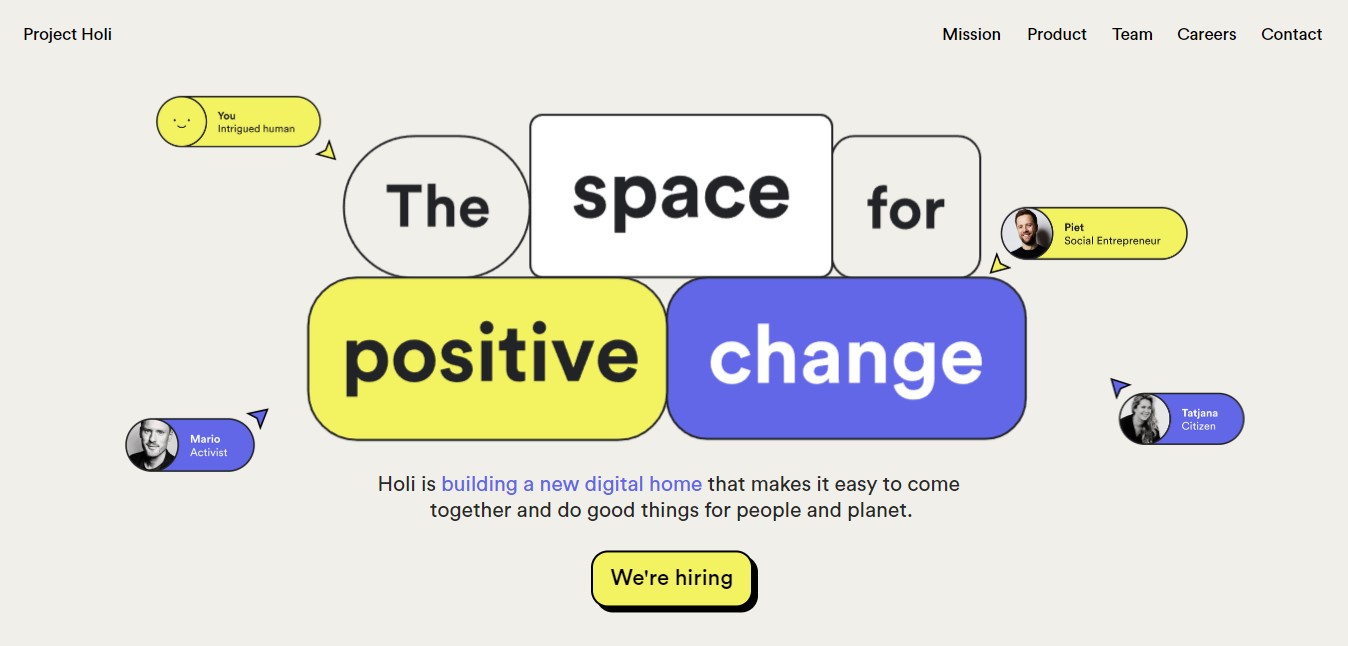 Project Holi
Mission Product Team Careers Contact
You
Intrigued human
The space for
Piet
Social Entrepreneur
positive change
Mario
Activist
Tatjana
Citizen
Holi is building a new digital home that makes it easy to come
together and do good things for people and planet.
We're hiring